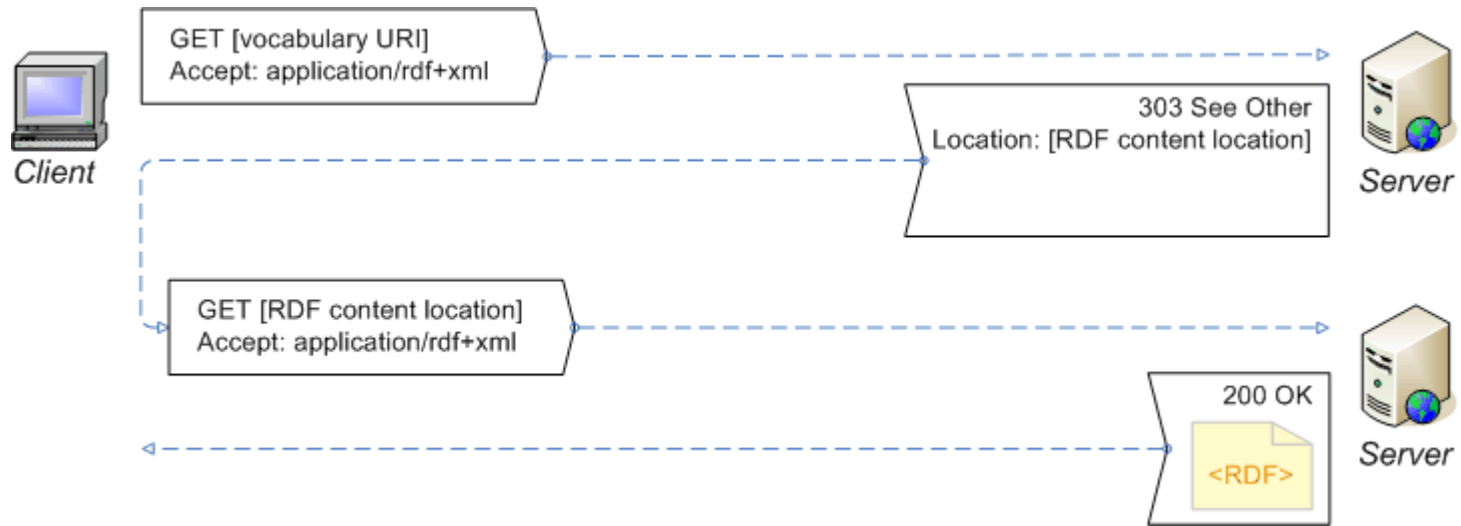 GET [vocabulary URI]
Accept: application/rdf+xml
Client
303 See Other
Location: [RDF content location]
Server
GET [RDF content location]
Accept: application/rdf+xml
200 OK
<RDF>
Server